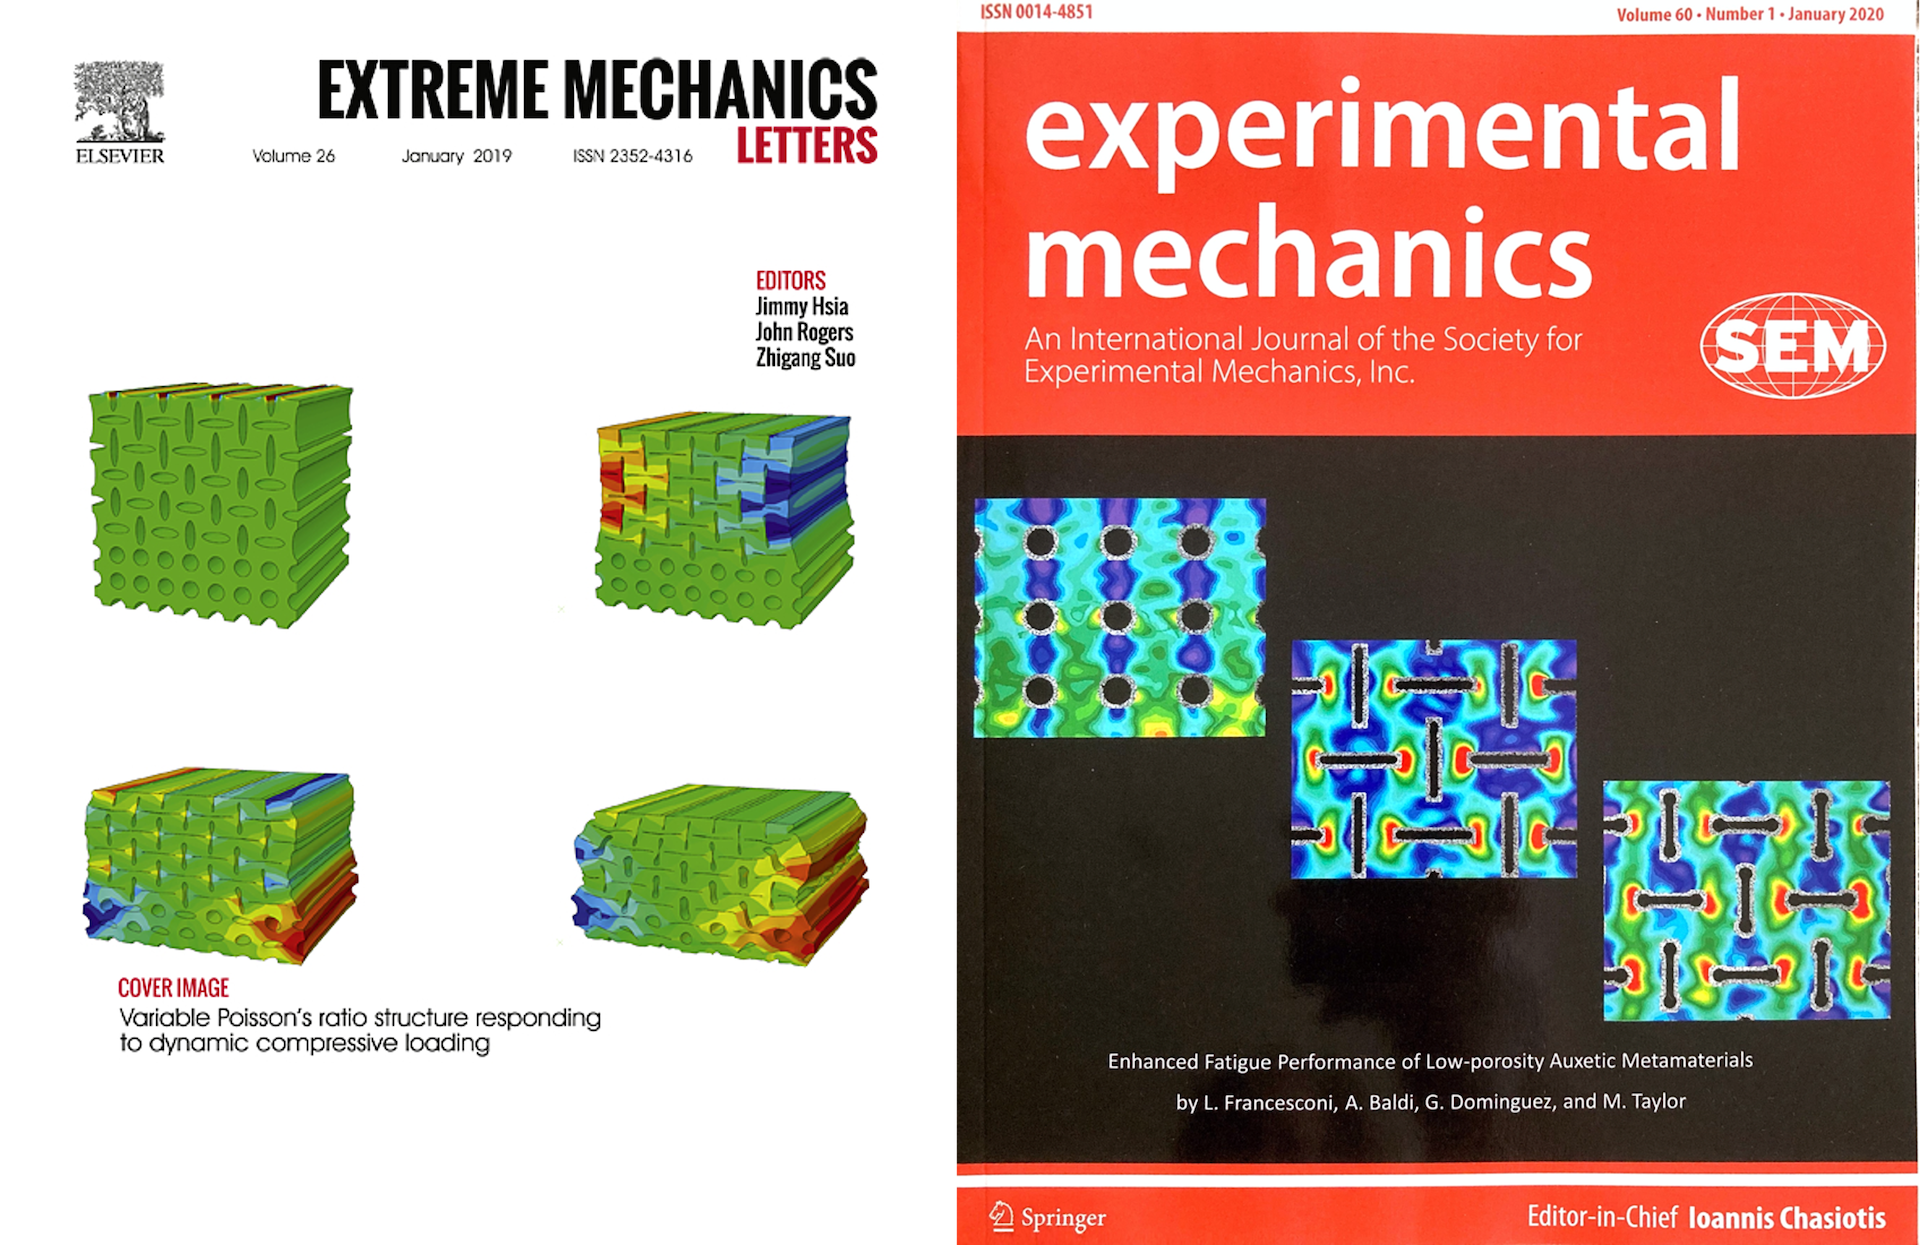 EXTREME MECHANICS
LETTERS
ELSEVIER
Volume 26 January 2019 ISSN 2352-4316
EDITORS
Jimmy Hsia
John Rogers
Zhigang Suo
COVER IMAGE
Variable Poisson's ratio structure responding
to dynamic compressive loading
ISSN 0014-4851
Volume 60 • Number 1 • January 2020
experimental
mechanics
An International Journal of the Society for
Experimental Mechanics, Inc.
SEM
Enhanced Fatigue Performance of Low-porosity Auxetic Metamaterials
by L. Francesconi, A. Baldi, G. Dominguez, and M. Taylor
Springer
Editor-in-Chief Ioannis Chasiotis